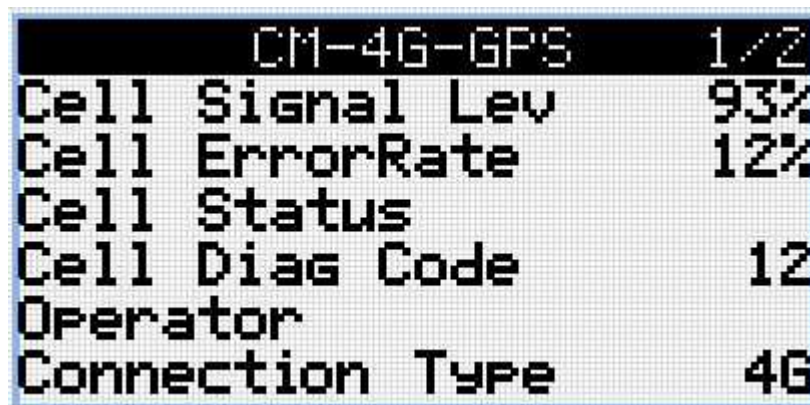 CM-4G-GPS 1/2
Cell Signal Lev 93%
Cell ErrorRate 12%
Cell Status
Cell Diag Code 12
Operator
Connection Type 4G